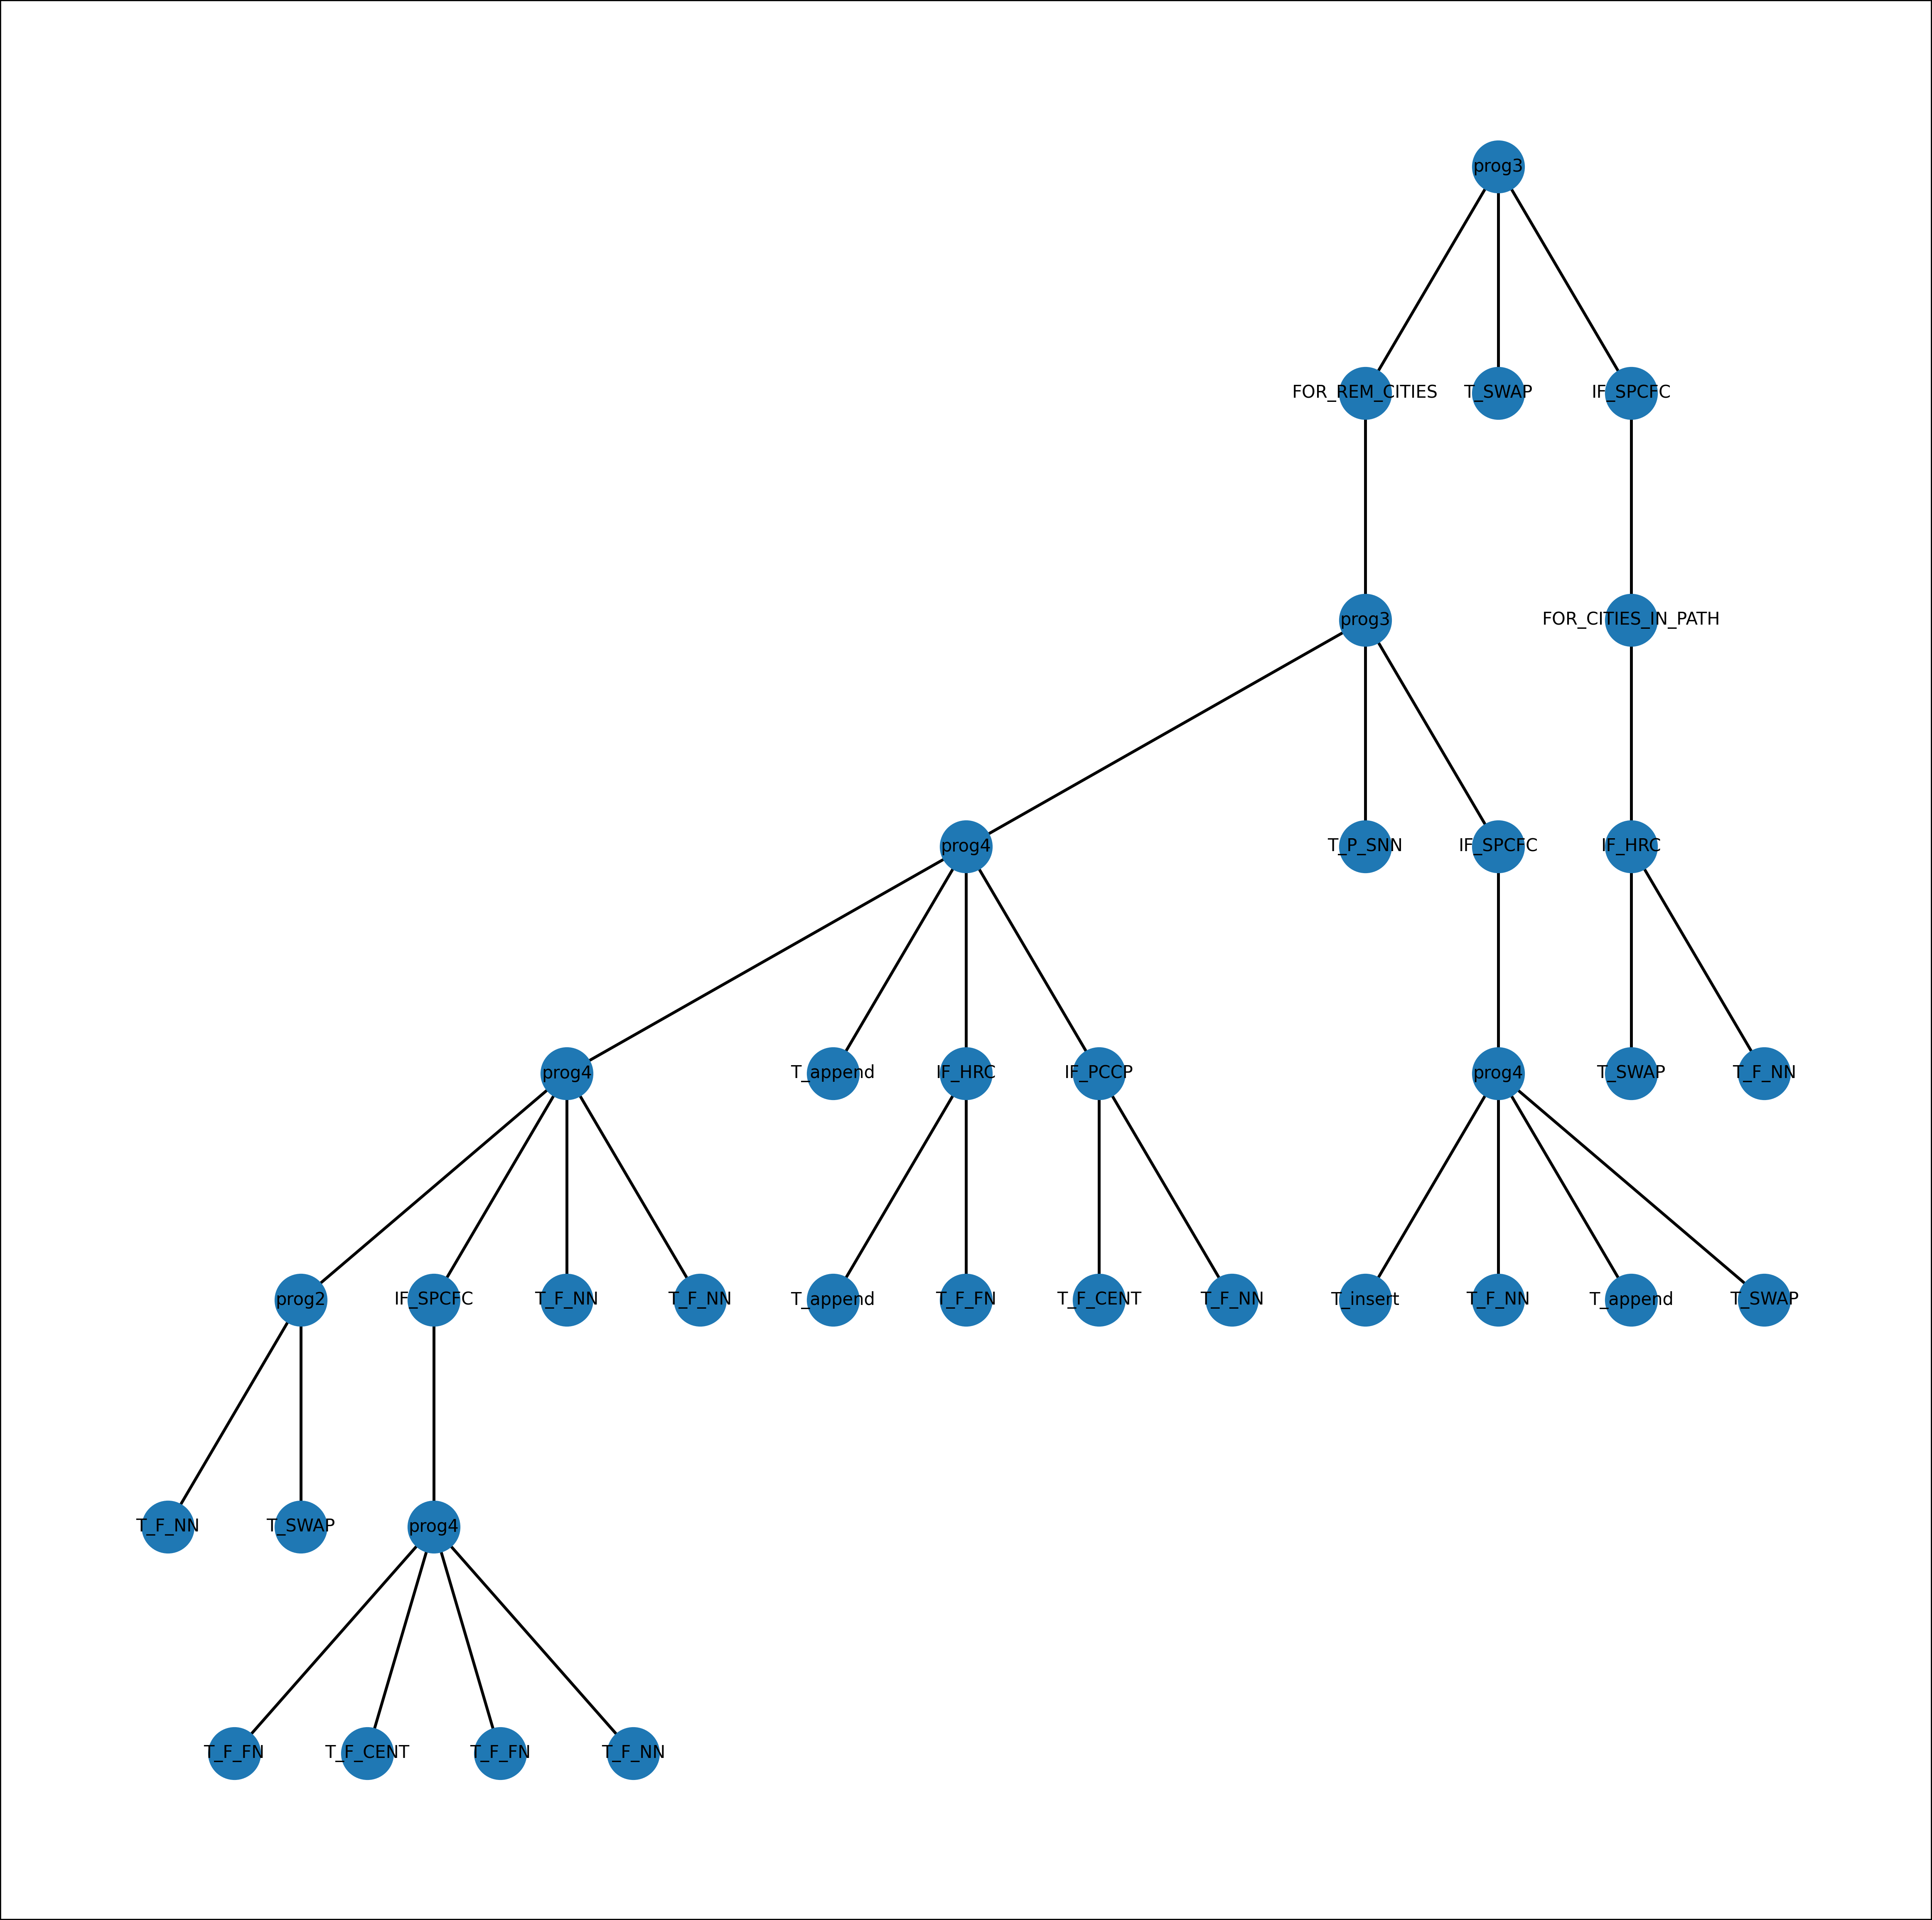 prog3
FOR_REM_CITIES T_SWAP IF_SPCFC
prog3 FOR_CITIES_IN_PATH
prog4 T_P_SNN IF_SPCFC IF_HRC
prog4 T_append IF_HRC IF_PCCP prog4 T_SWAP T_F_NN
prog2 IF_SPCFC T_F_NN T_F_NN T_append T_F_FN T_F_CENT T_F_NN T_insert T_F_NN T_append T_SWAP
T_F_NN T_SWAP prog4
T_F_FN T_F_CENT T_F_FN T_F_NN